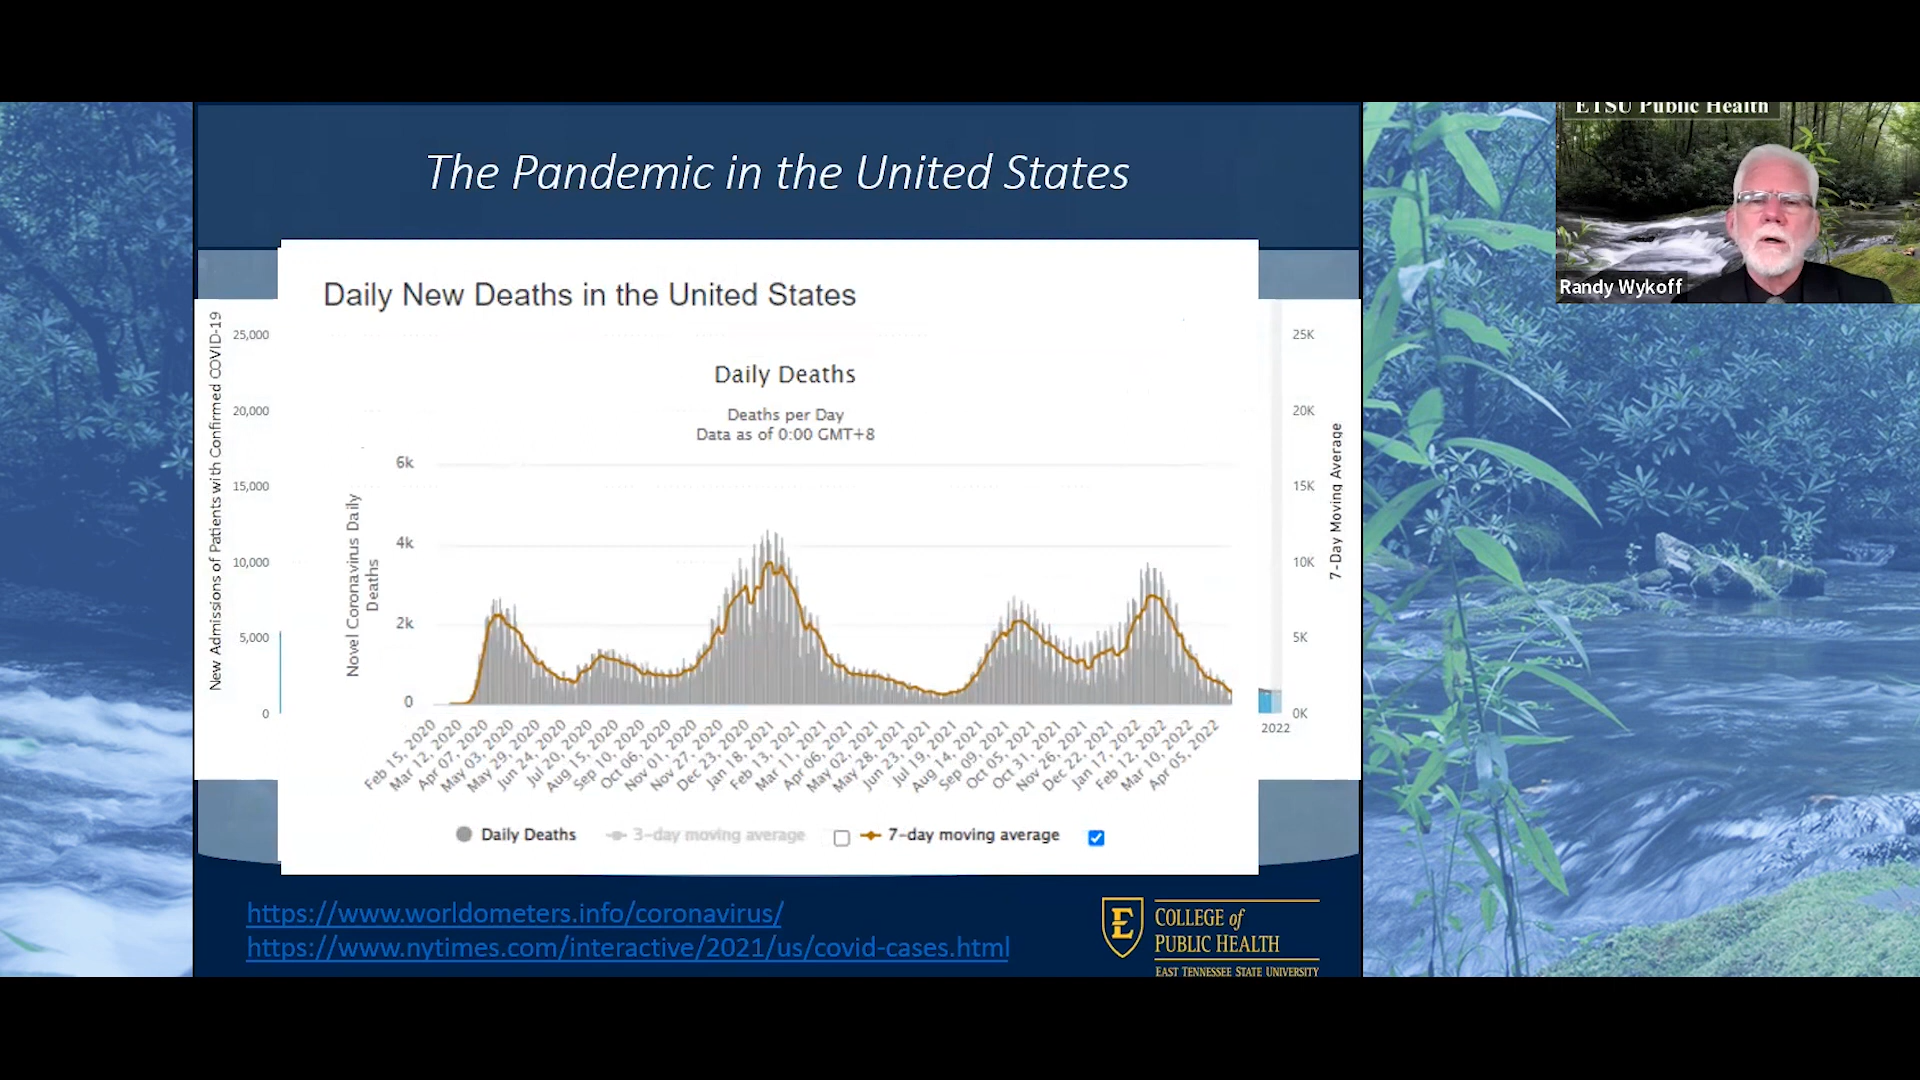 The Pandemic in the United States
ETSU Public Health
Randy Wykoff
Daily New Deaths in the United States
Daily Deaths
Deaths per Day
Data as of 0:00 GMT+8
New Admissions of Patients with Confirmed COVID-19
25,000
20,000
15,000
10,000
5,000
0
Novel Coronavirus Daily
Deaths
6k
4k
2k
0
Feb 15, 2020
Mar 12, 2020
Apr 07, 2020
May 03, 2020
May 29, 2020
Jun 24, 2020
Jul 20, 2020
Aug 15, 2020
Sep 10, 2020
Oct 06, 2020
Nov 01, 2020
Nov 27, 2020
Dec 23, 2020
Jan 18, 2021
Feb 13, 2021
Mar 11, 2021
Apr 06, 2021
May 02, 2021
May 28, 2021
Jun 23, 2021
Jul 19, 2021
Aug 14, 2021
Sep 09, 2021
Oct 05, 2021
Oct 31, 2021
Nov 26, 2021
Dec 22, 2021
Jan 17, 2022
Feb 12, 2022
Mar 10, 2022
Apr 05, 2022
25K
20K
15K
10K
5K
0K
2022
7-Day Moving Average
Daily Deaths
3-day moving average
7-day moving average
https://www.worldometers.info/coronavirus/
https://www.nytimes.com/interactive/2021/us/covid-cases.html
E
COLLEGE of
PUBLIC HEALTH
EAST TENNESSEE STATE UNIVERSITY